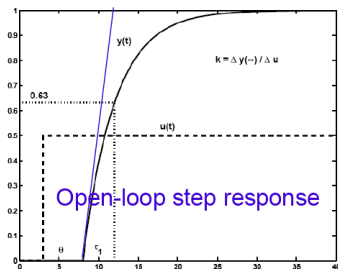 1
0.9
0.8
0.7
0.63
0.6
0.5
0.4
0.3
0.2
0.1
0
y(t)
k = Δ y(∞) / Δ u
u(t)
Open-loop step response
θ
τ1
0 5 10 15 20 25 30 35 40